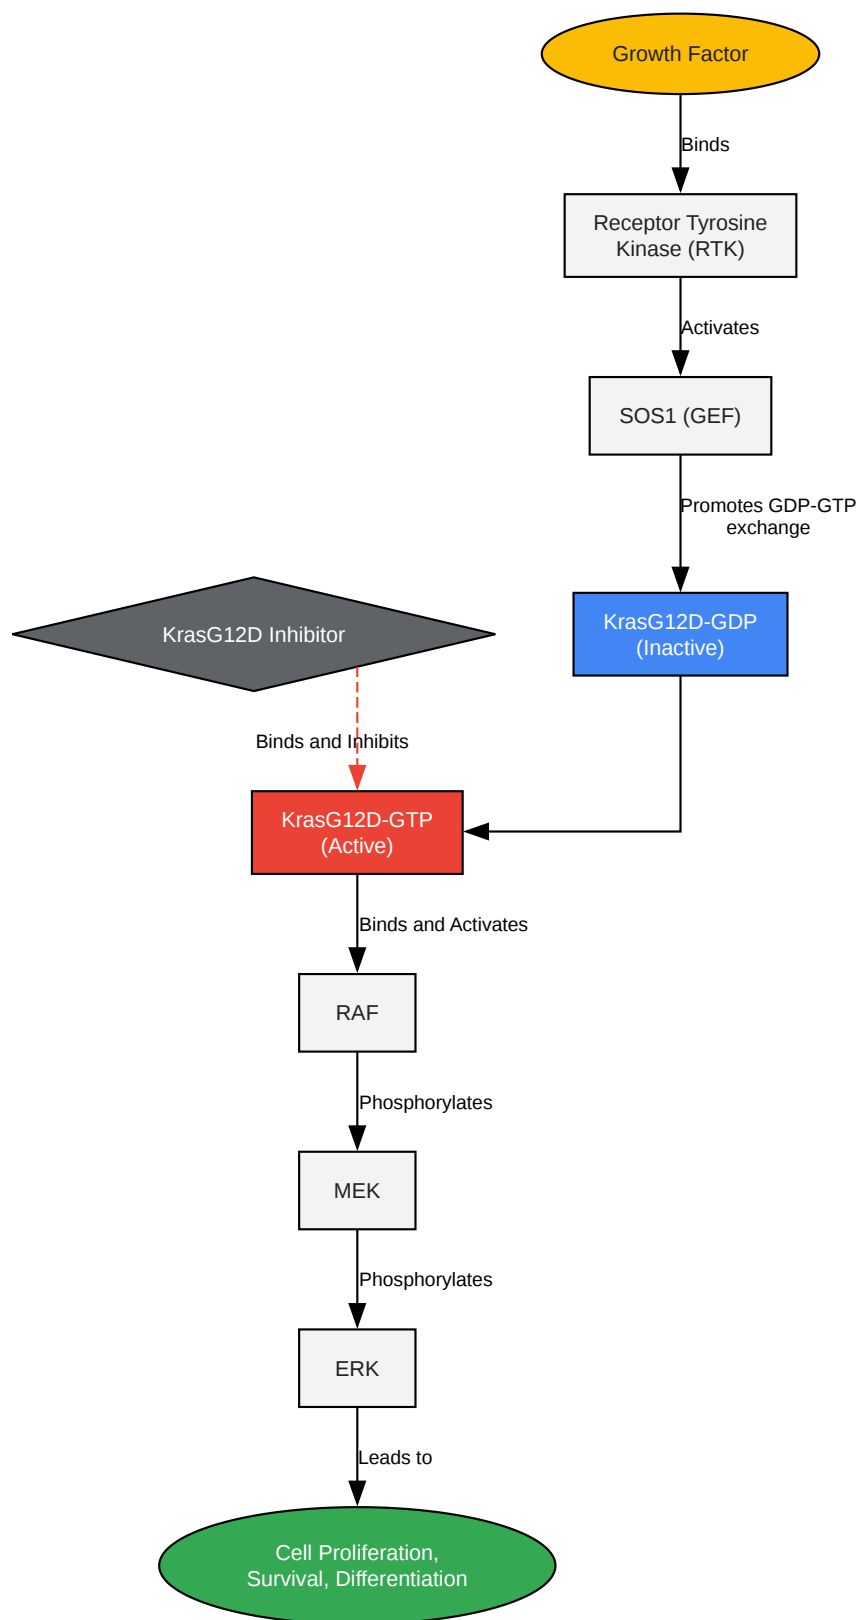 Growth Factor
Binds
Receptor Tyrosine
Kinase (RTK)
Activates
SOS1 (GEF)
Promotes GDP-GTP
exchange
KrasG12D Inhibitor
KrasG12D-GDP
(Inactive)
Binds and Inhibits
KrasG12D-GTP
(Active)
Binds and Activates
RAF
Phosphorylates
MEK
Phosphorylates
ERK
Leads to
Cell Proliferation,
Survival, Differentiation